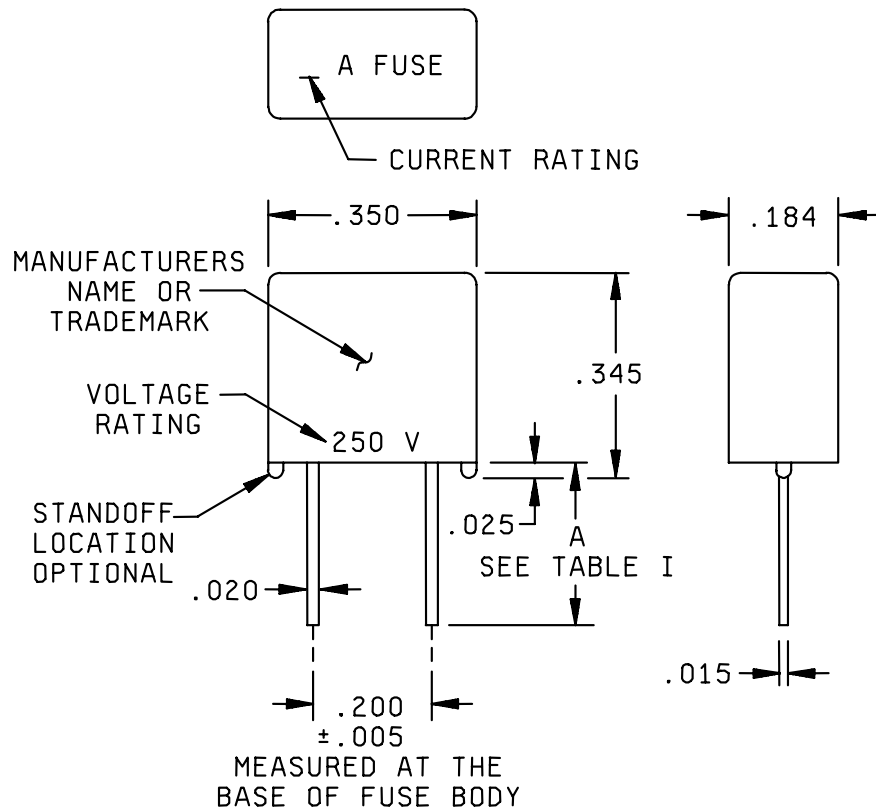 A FUSE
CURRENT RATING
.350
.184
MANUFACTURERS
NAME OR
TRADEMARK
.345
VOLTAGE
RATING
250 V
STANDOFF
LOCATION
OPTIONAL
.025
A
SEE TABLE I
.020
.015
.200
±.005
MEASURED AT THE
BASE OF FUSE BODY